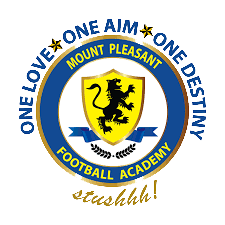 ONE LOVE★ONE AIM★ONE DESTINY
MOUNT PLEASANT
FOOTBALL ACADEMY
stushhh!